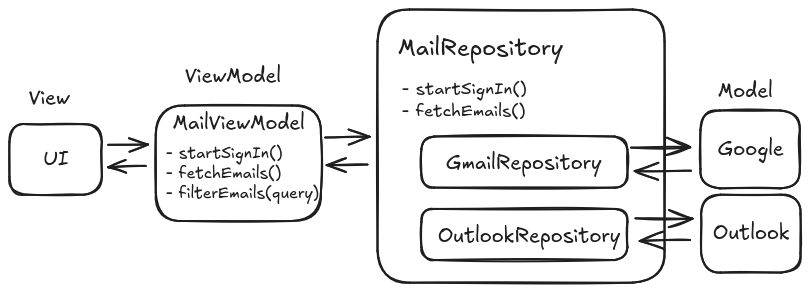 View
UI
ViewModel
MailViewModel
- startSignIn()
- fetchEmails()
- filterEmails(query)
MailRepository
- startSignIn()
- fetchEmails()
GmailRepository
OutlookRepository
Model
Google
Outlook